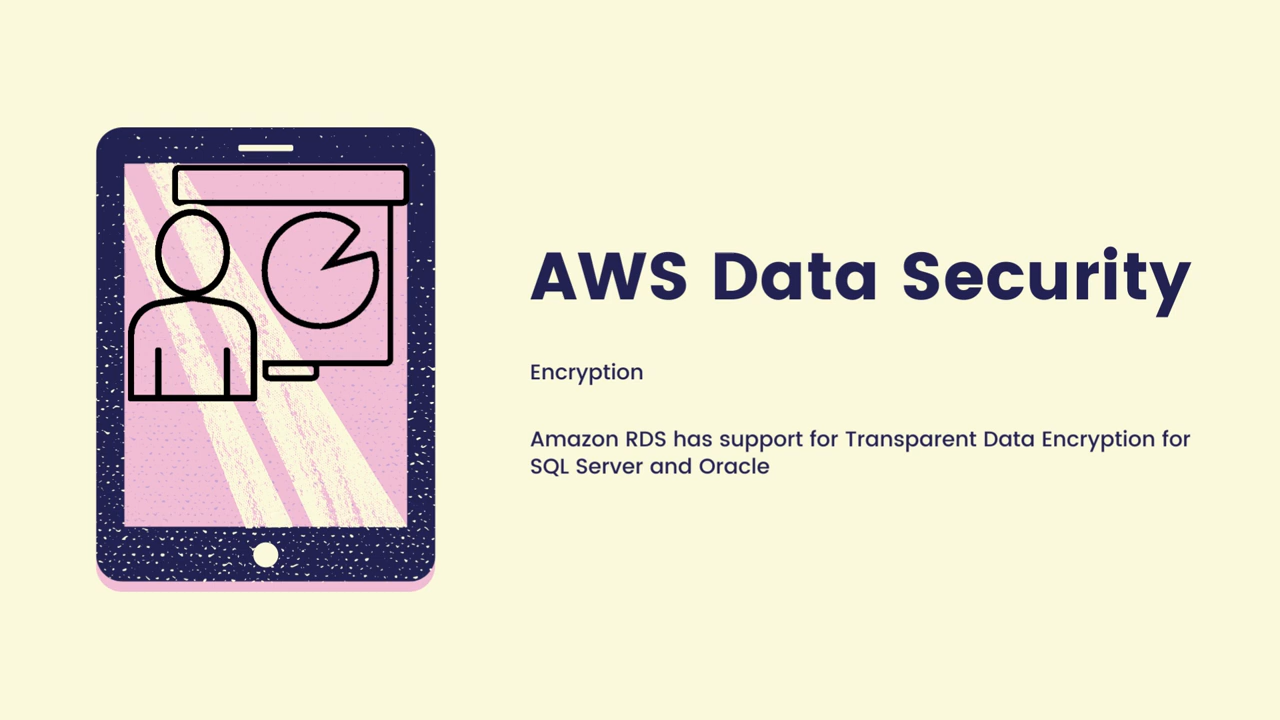 AWS Data Security
Encryption
Amazon RDS has support for Transparent Data Encryption for
SQL Server and Oracle